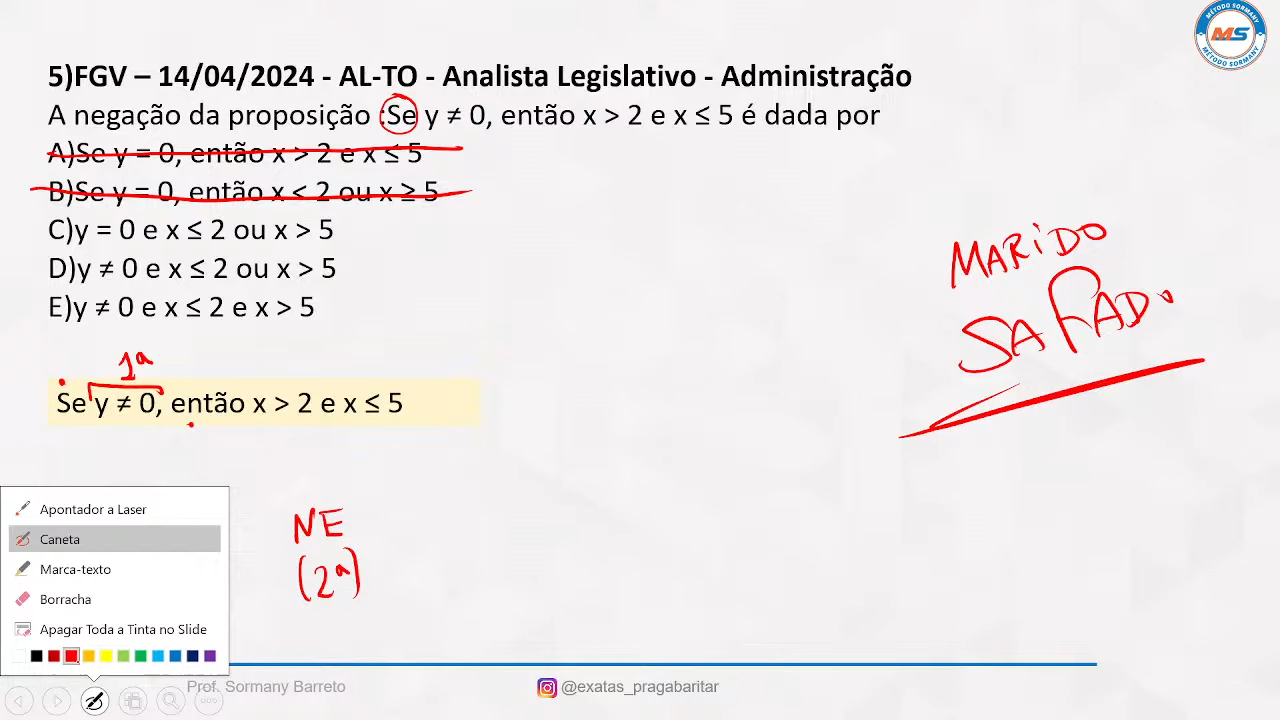 MÉTODO SORMANY
MS
MÉTODO SORMANY
5)FGV – 14/04/2024 - AL-TO - Analista Legislativo - Administração
A negação da proposição :Se y ≠ 0, então x > 2 e x ≤ 5 é dada por
A)Se y = 0, então x > 2 e x ≤ 5
B)Se y = 0, então x < 2 ou x ≥ 5
C)y = 0 e x ≤ 2 ou x > 5
D)y ≠ 0 e x ≤ 2 ou x > 5
E)y ≠ 0 e x ≤ 2 e x > 5
MARIDO
SAFADO
1ª
Se y ≠ 0, então x > 2 e x ≤ 5
NE
(2ª)
Apontador a Laser
Caneta
Marca-texto
Borracha
Apagar Toda a Tinta no Slide
Prof. Sormany Barreto
@exatas_pragabaritar